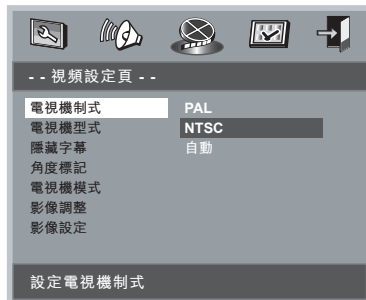 - - 視頻設定頁 - -
電視機制式 PAL
電視機型式 NTSC
隱藏字幕 自動
角度標記
電視機模式
影像調整
影像設定
設定電視機制式